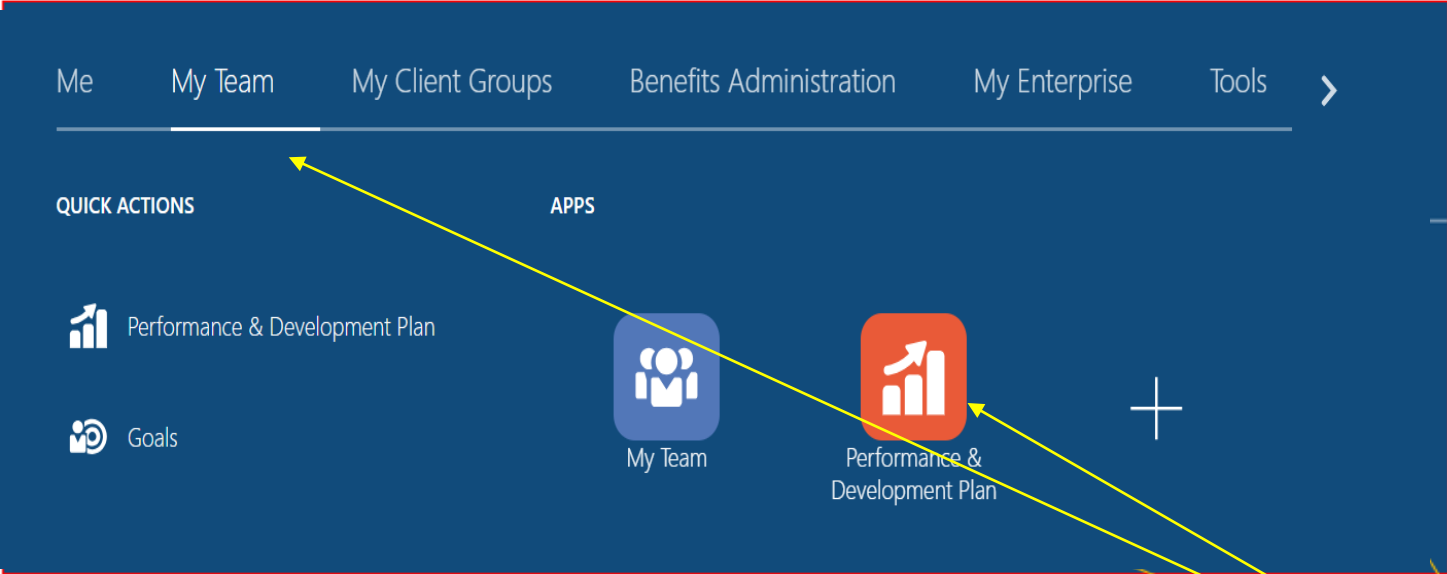 Me My Team My Client Groups Benefits Administration My Enterprise Tools
QUICK ACTIONS
Performance & Development Plan
Goals
APPS
My Team
Performance &
Development Plan